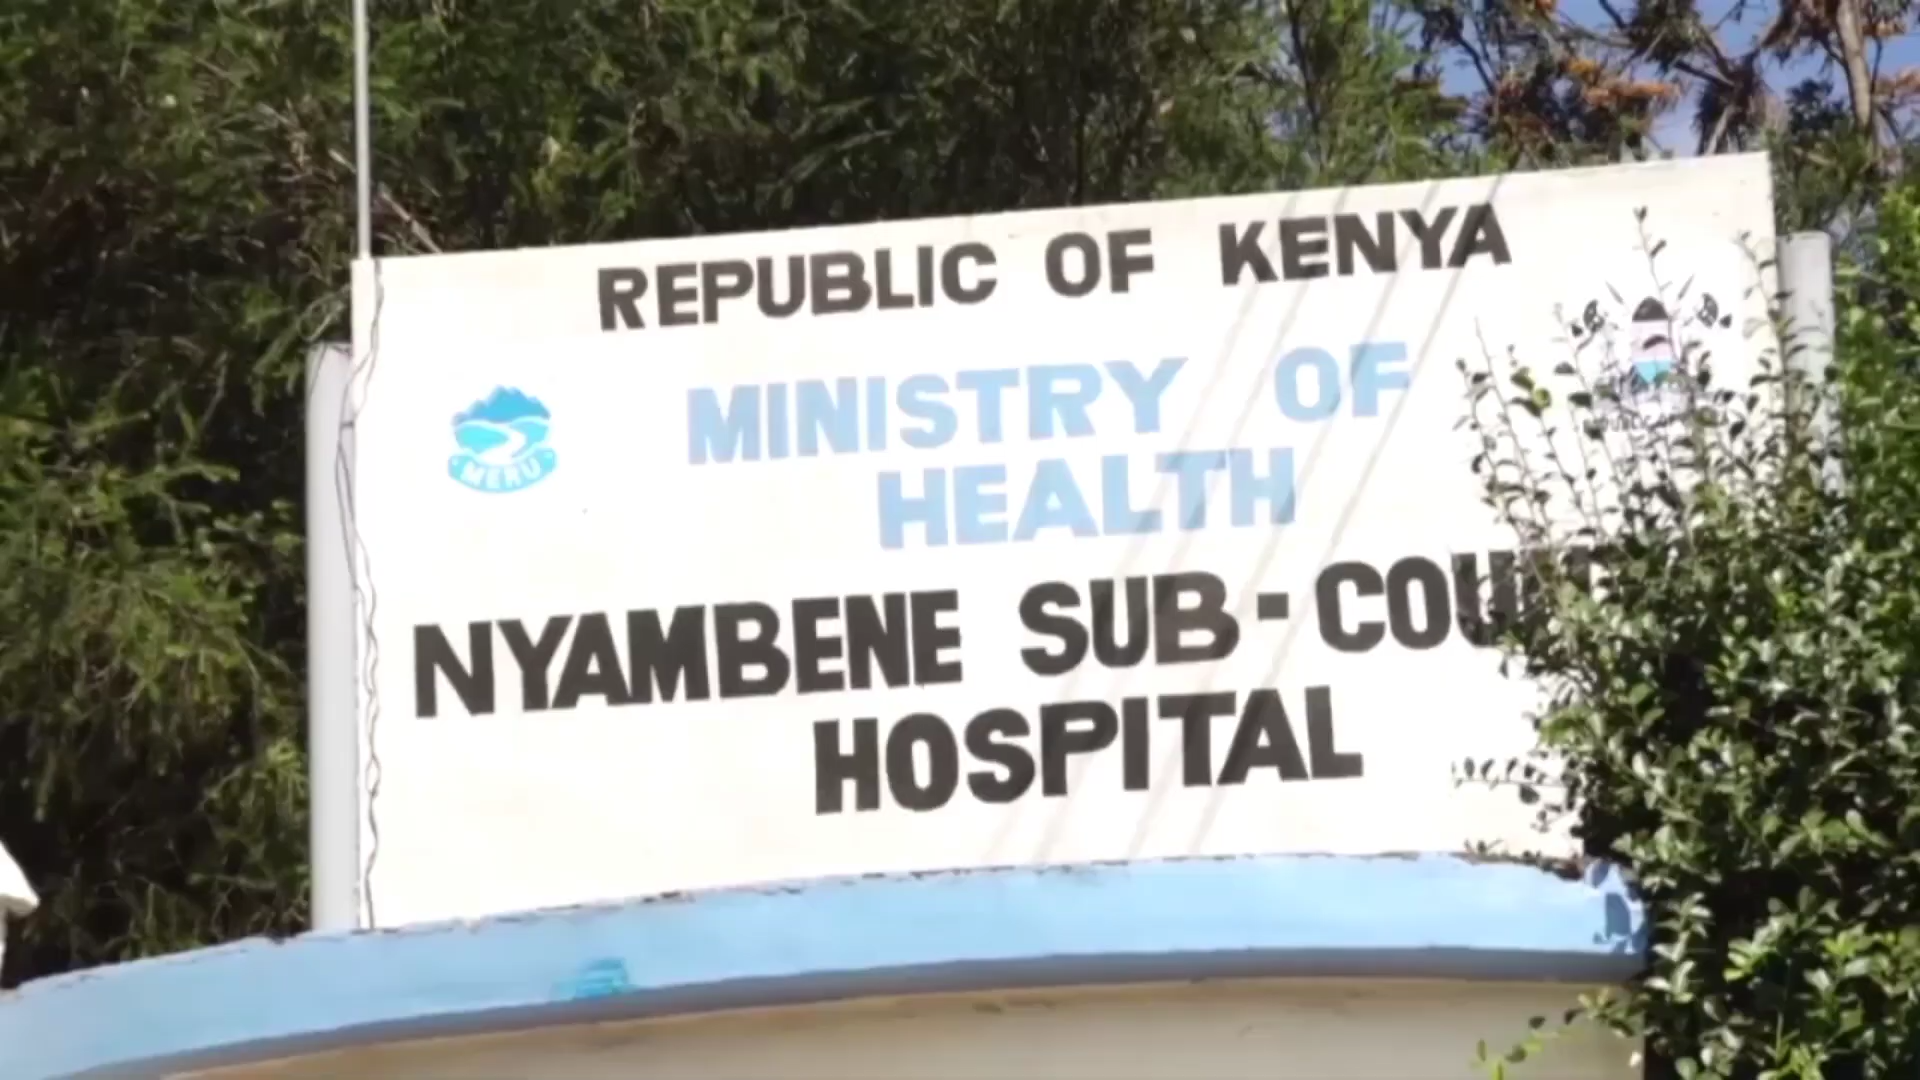 REPUBLIC OF KENYA
MINISTRY OF
HEALTH
MERU
NYAMBENE SUB-COU
HOSPITAL